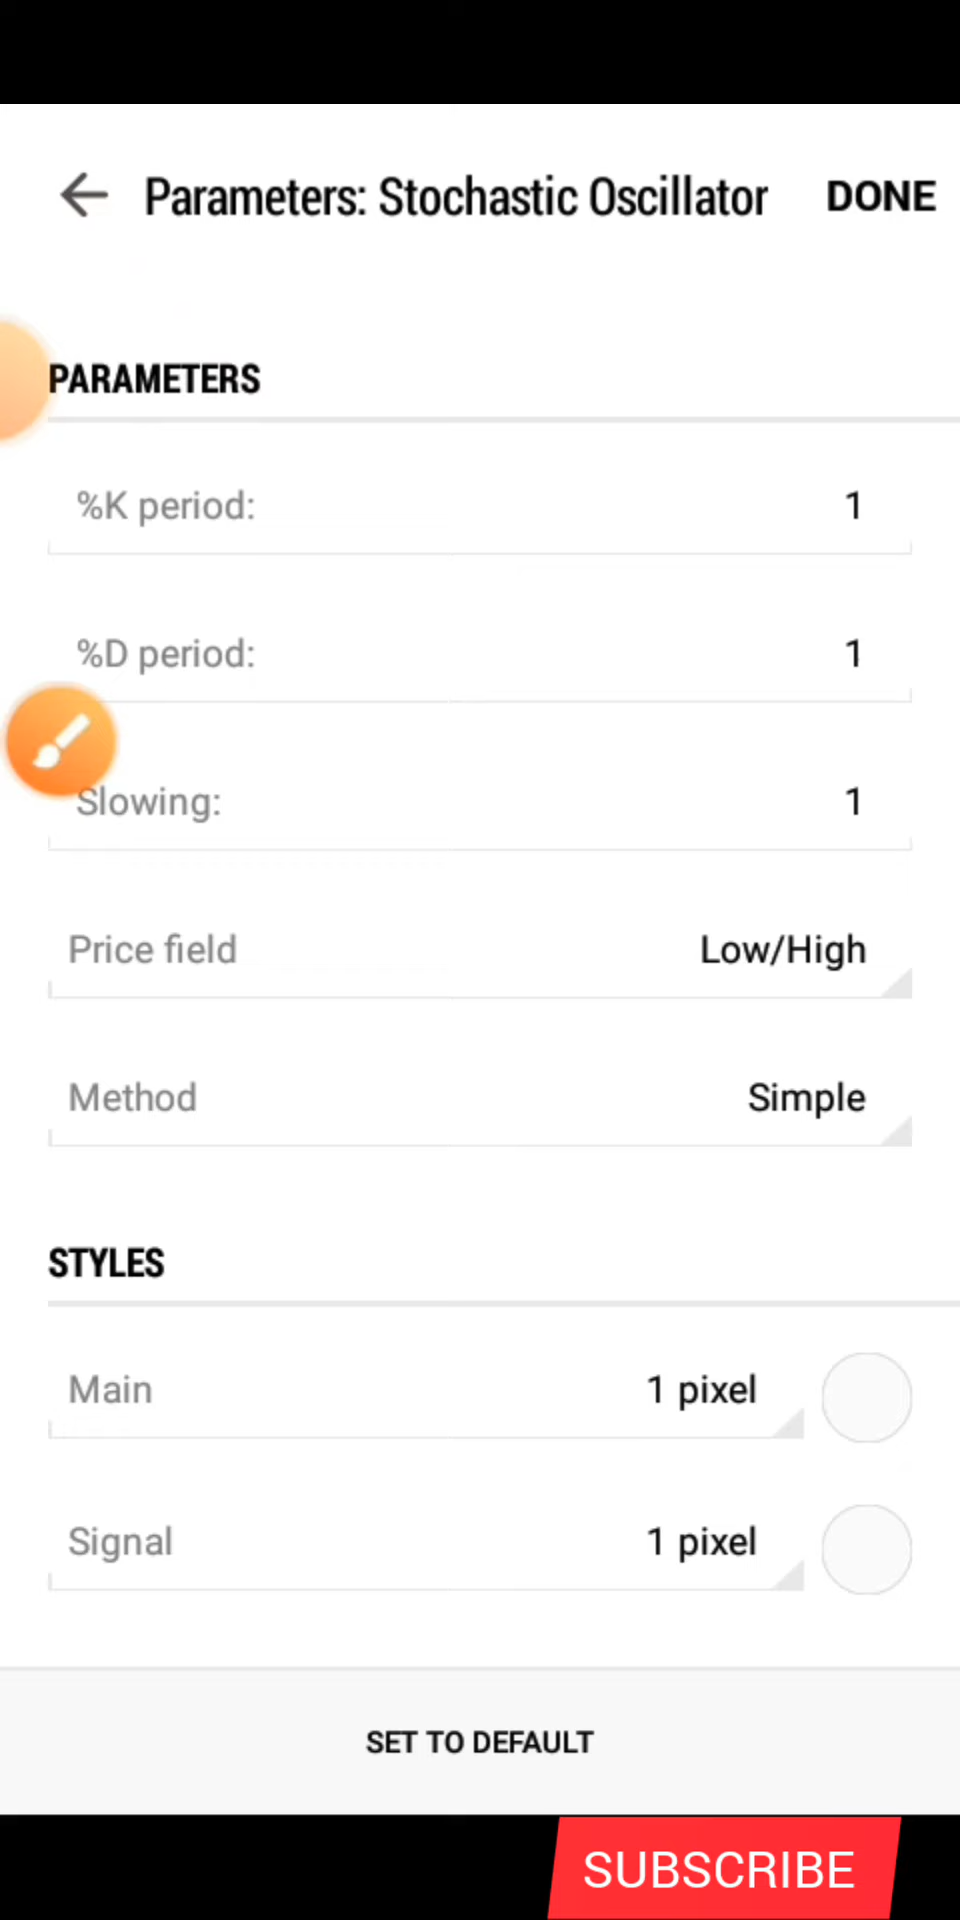 Parameters: Stochastic Oscillator DONE
PARAMETERS
%K period: 1
%D period: 1
Slowing: 1
Price field Low/High
Method Simple
STYLES
Main 1 pixel
Signal 1 pixel
SET TO DEFAULT
SUBSCRIBE